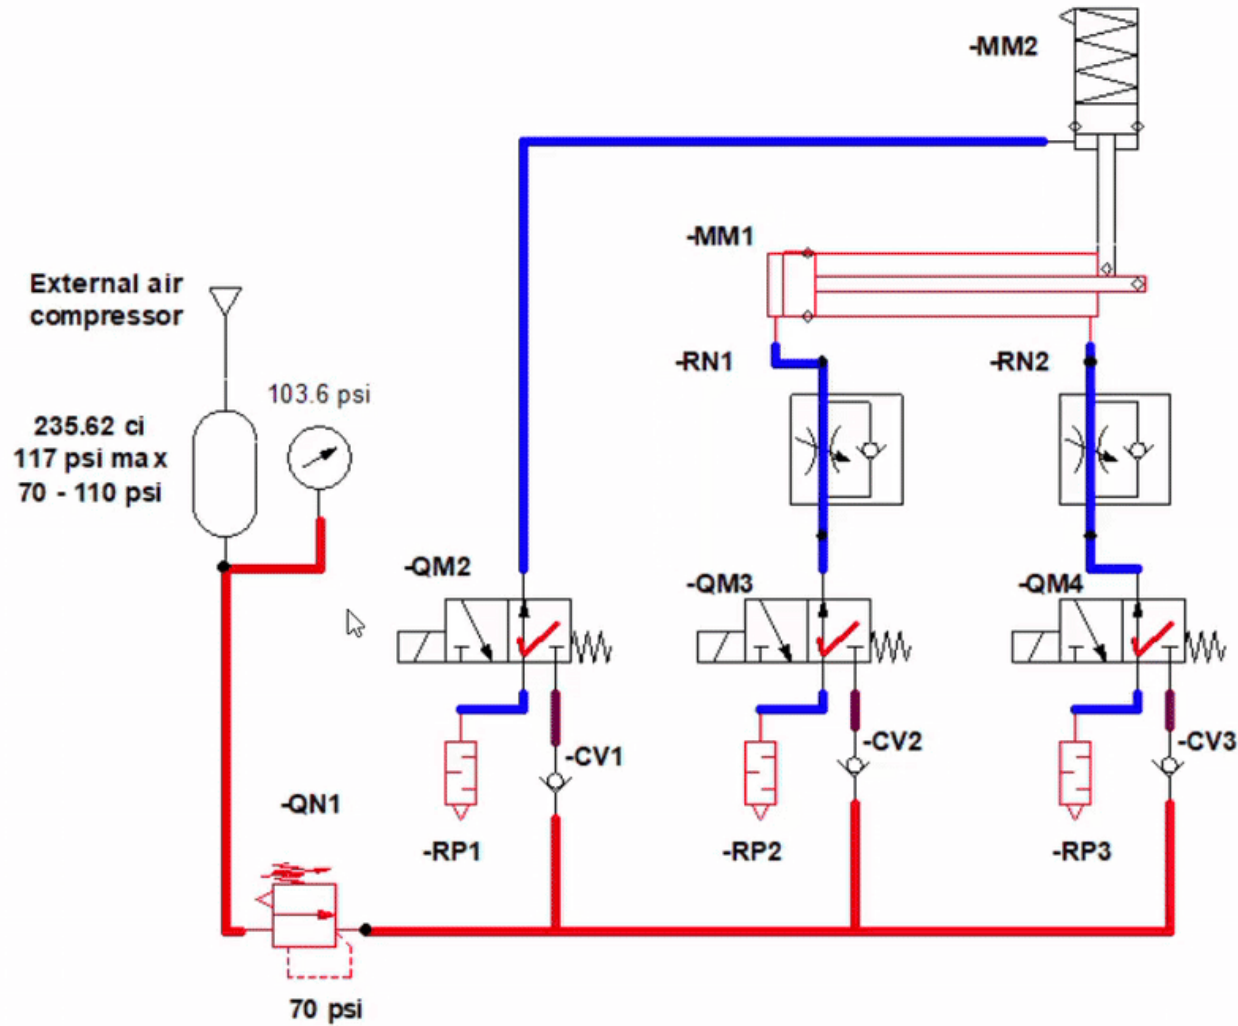 -MM2
-MM1
External air
compressor
-RN1
-RN2
103.6 psi
235.62 ci
117 psi max
70 - 110 psi
-QM2
-QM3
-QM4
-CV1
-CV2
-CV3
-QN1
-RP1
-RP2
-RP3
70 psi